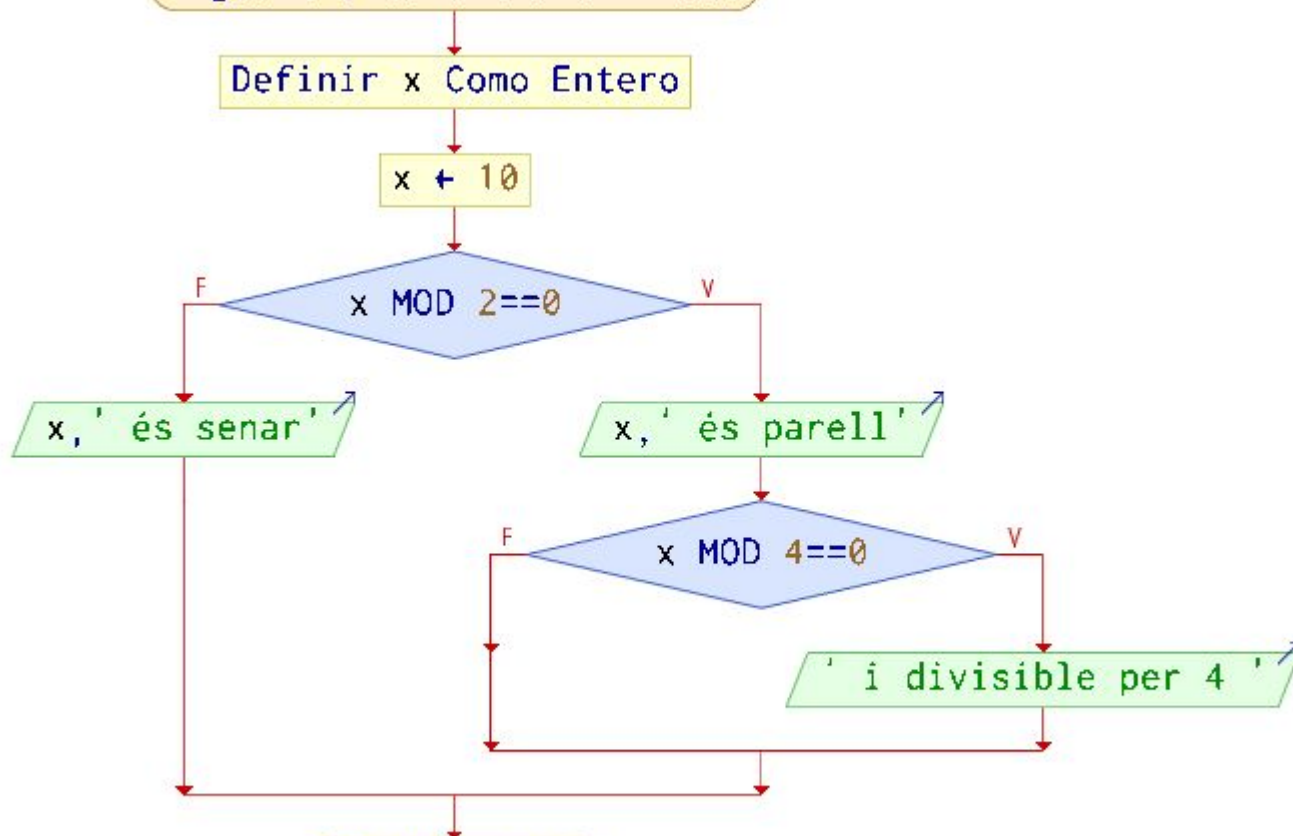 Definir x Como Entero
x ← 10
F
V
x MOD 2==0
x,' és senar'
x,' és parell'
F
V
x MOD 4==0
' i divisible per 4 '